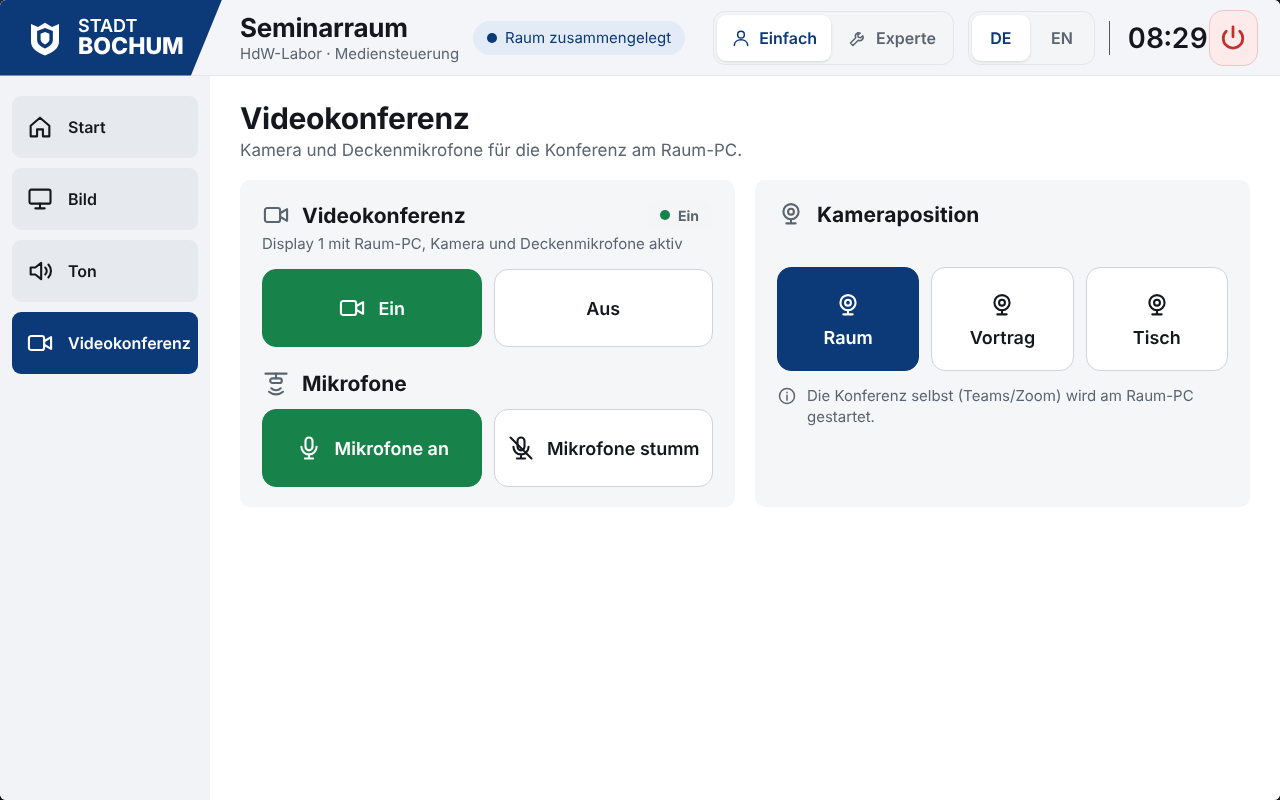 STADT
BOCHUM
Seminarraum
HdW-Labor · Mediensteuerung
Raum zusammengelegt
Einfach
Experte
DE
EN
08:29
Start
Bild
Ton
Videokonferenz
Videokonferenz
Kamera und Deckenmikrofone für die Konferenz am Raum-PC.
Videokonferenz
Ein
Display 1 mit Raum-PC, Kamera und Deckenmikrofone aktiv
Ein
Aus
Mikrofone
Mikrofone an
Mikrofone stumm
Kameraposition
Raum
Vortrag
Tisch
Die Konferenz selbst (Teams/Zoom) wird am Raum-PC
gestartet.